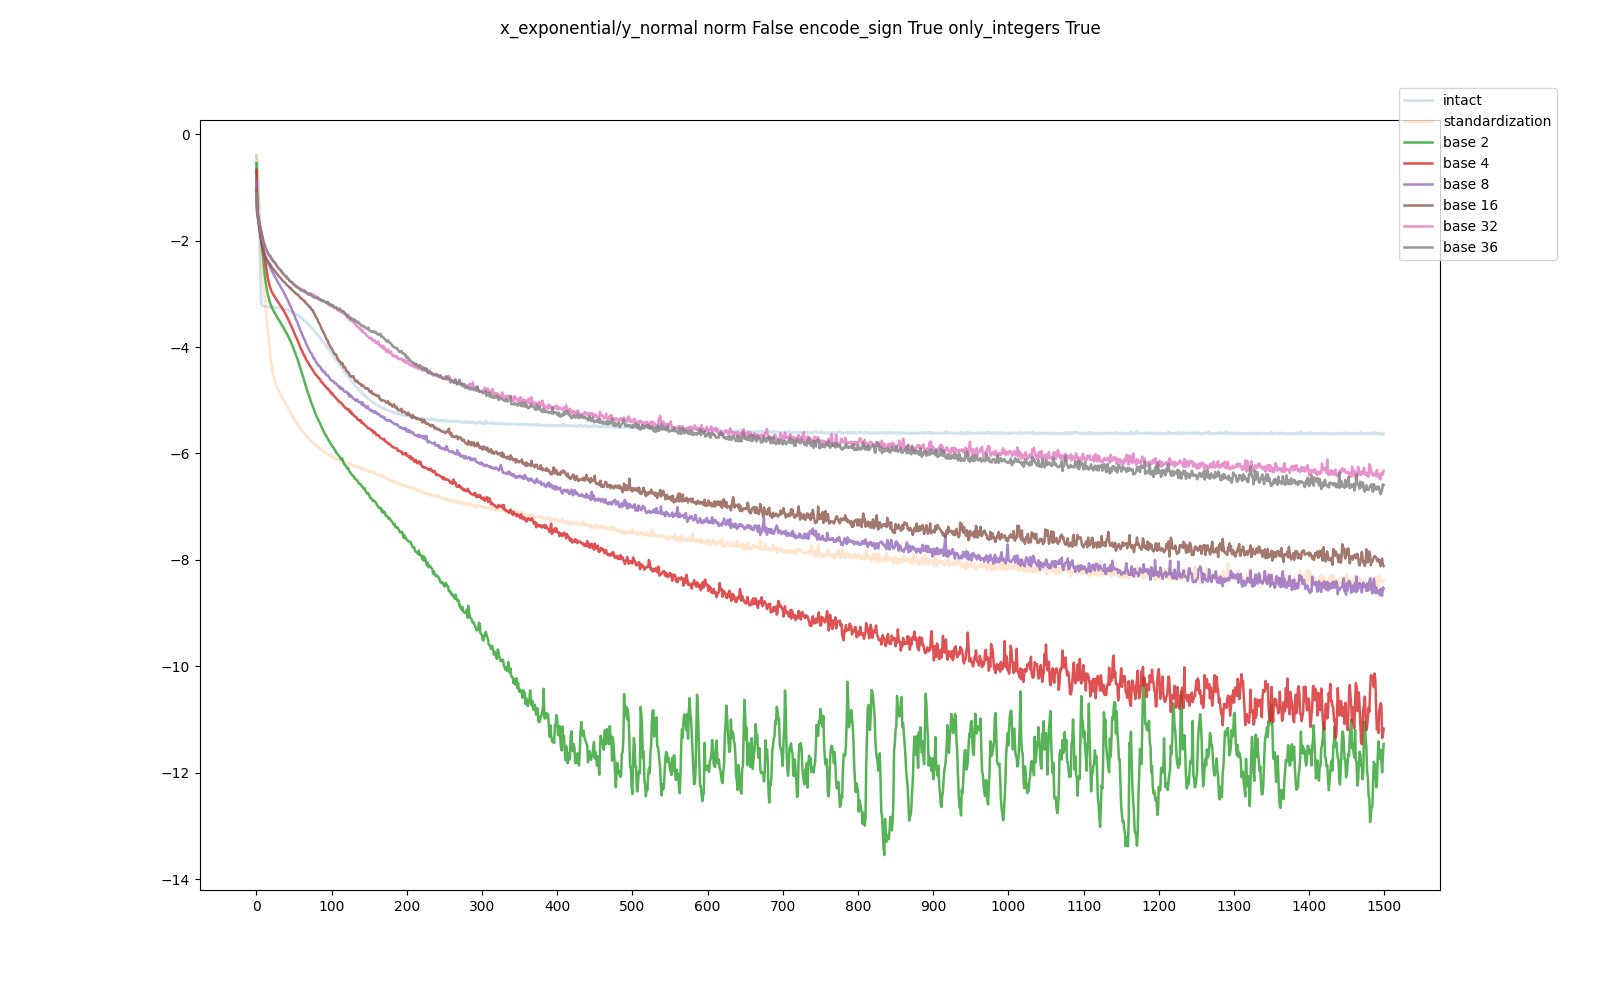 x_exponential/y_normal norm False encode_sign True only_integers True
intact
standardization
base 2
base 4
base 8
base 16
base 32
base 36
0
−2
−4
−6
−8
−10
−12
−14
0 100 200 300 400 500 600 700 800 900 1000 1100 1200 1300 1400 1500